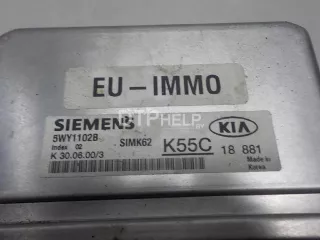 EU-IMMO
SIEMENS
5WY1102B
Index 02
SIMK62
K55C
KIA
18 881
K 30.06.00/3
Made in
Korea